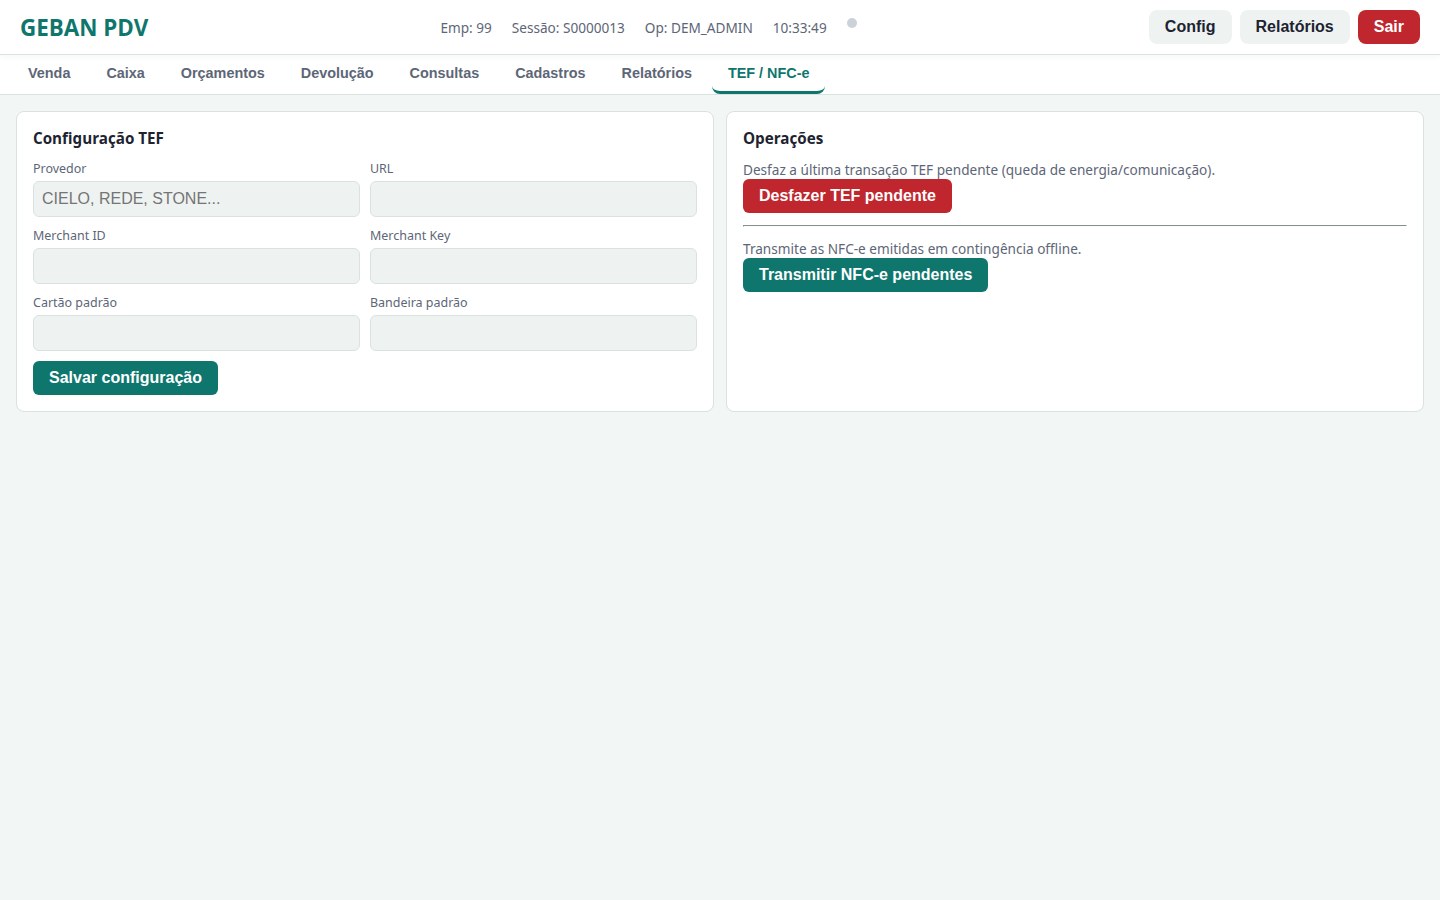 GEBAN PDV
Emp: 99 Sessão: S0000013 Op: DEM_ADMIN 10:33:49
Config Relatórios Sair
Venda Caixa Orçamentos Devolução Consultas Cadastros Relatórios TEF / NFC-e
Configuração TEF
Provedor URL
CIELO, REDE, STONE...
Merchant ID Merchant Key
Cartão padrão Bandeira padrão
Salvar configuração
Operações
Desfaz a última transação TEF pendente (queda de energia/comunicação).
Desfazer TEF pendente
Transmite as NFC-e emitidas em contingência offline.
Transmitir NFC-e pendentes